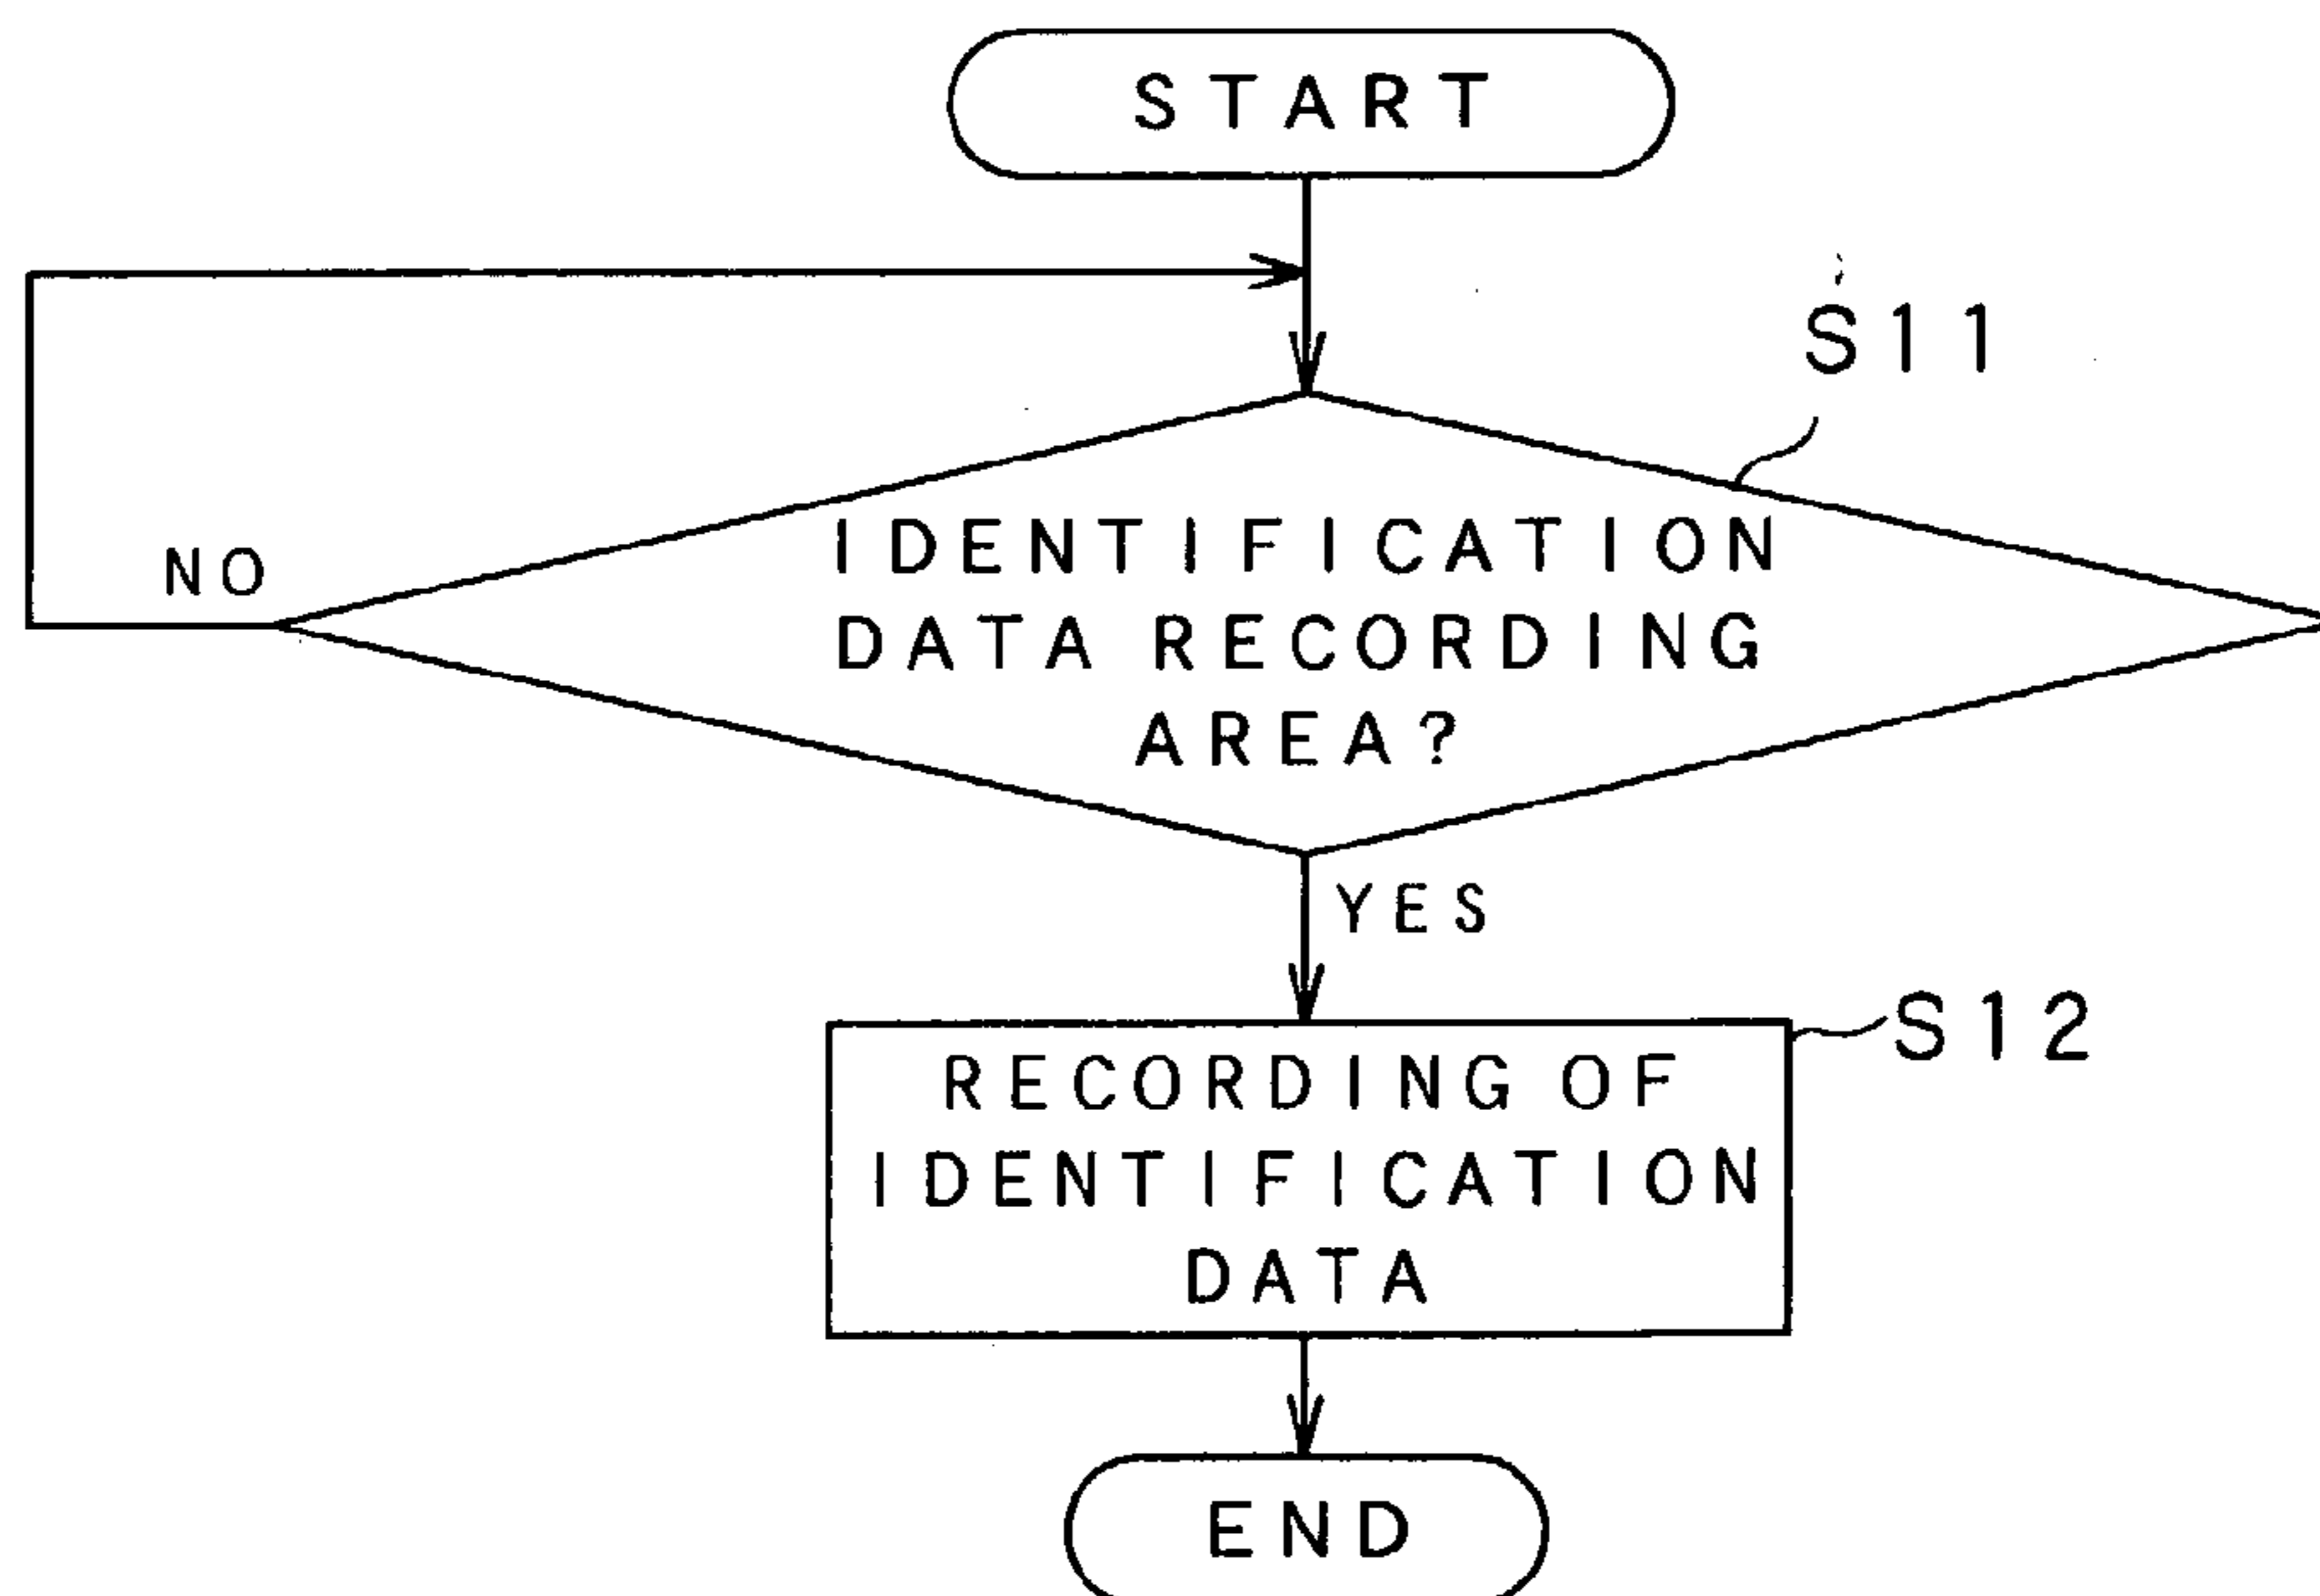 START
S11
IDENTIFICATION
NO
DATA RECORDING
AREA?
YES
S12
RECORDING OF
IDENTIFICATION
DATA
END